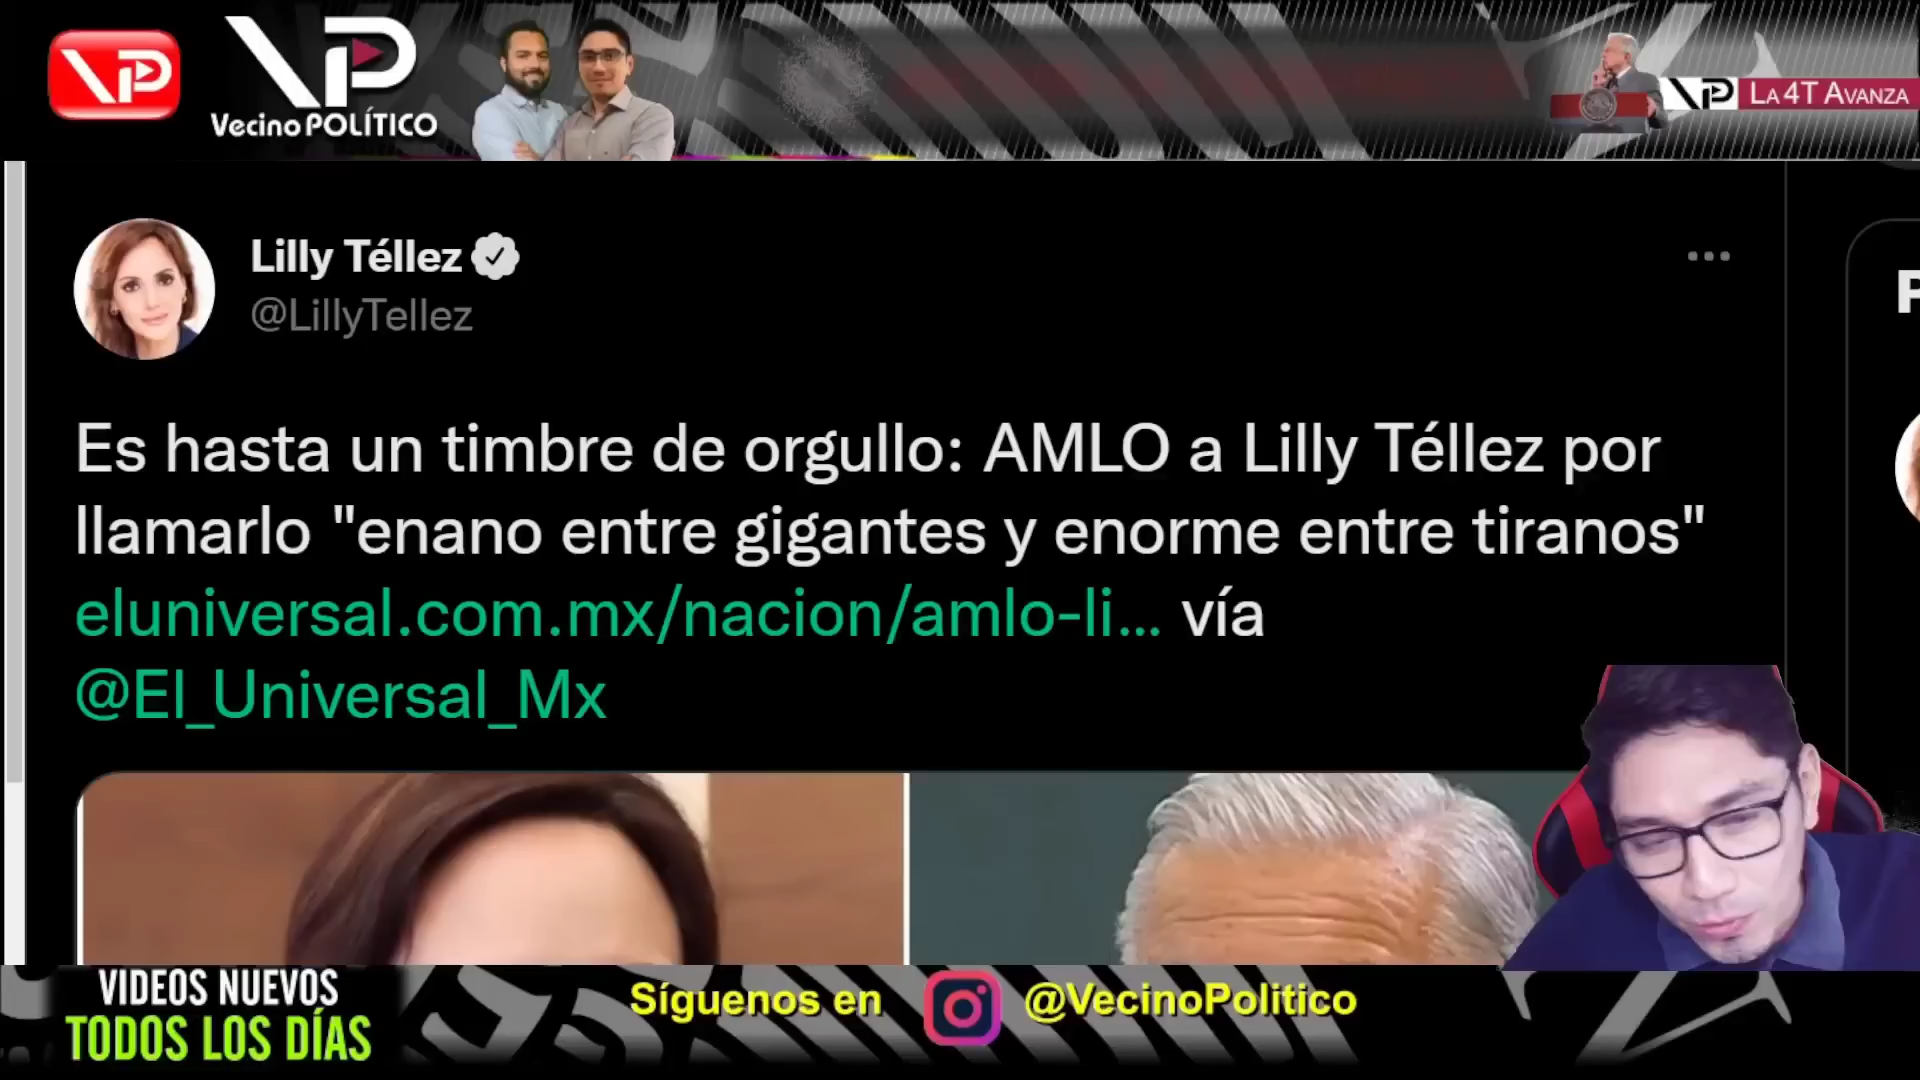 VP
VP
Vecino POLÍTICO
VP LA 4T AVANZA
Lilly Téllez
@LillyTellez
Es hasta un timbre de orgullo: AMLO a Lilly Téllez por
llamarlo "enano entre gigantes y enorme entre tiranos"
eluniversal.com.mx/nacion/amlo-li... vía
@El_Universal_Mx
P
VIDEOS NUEVOS
TODOS LOS DÍAS
Síguenos en
@VecinoPolitico